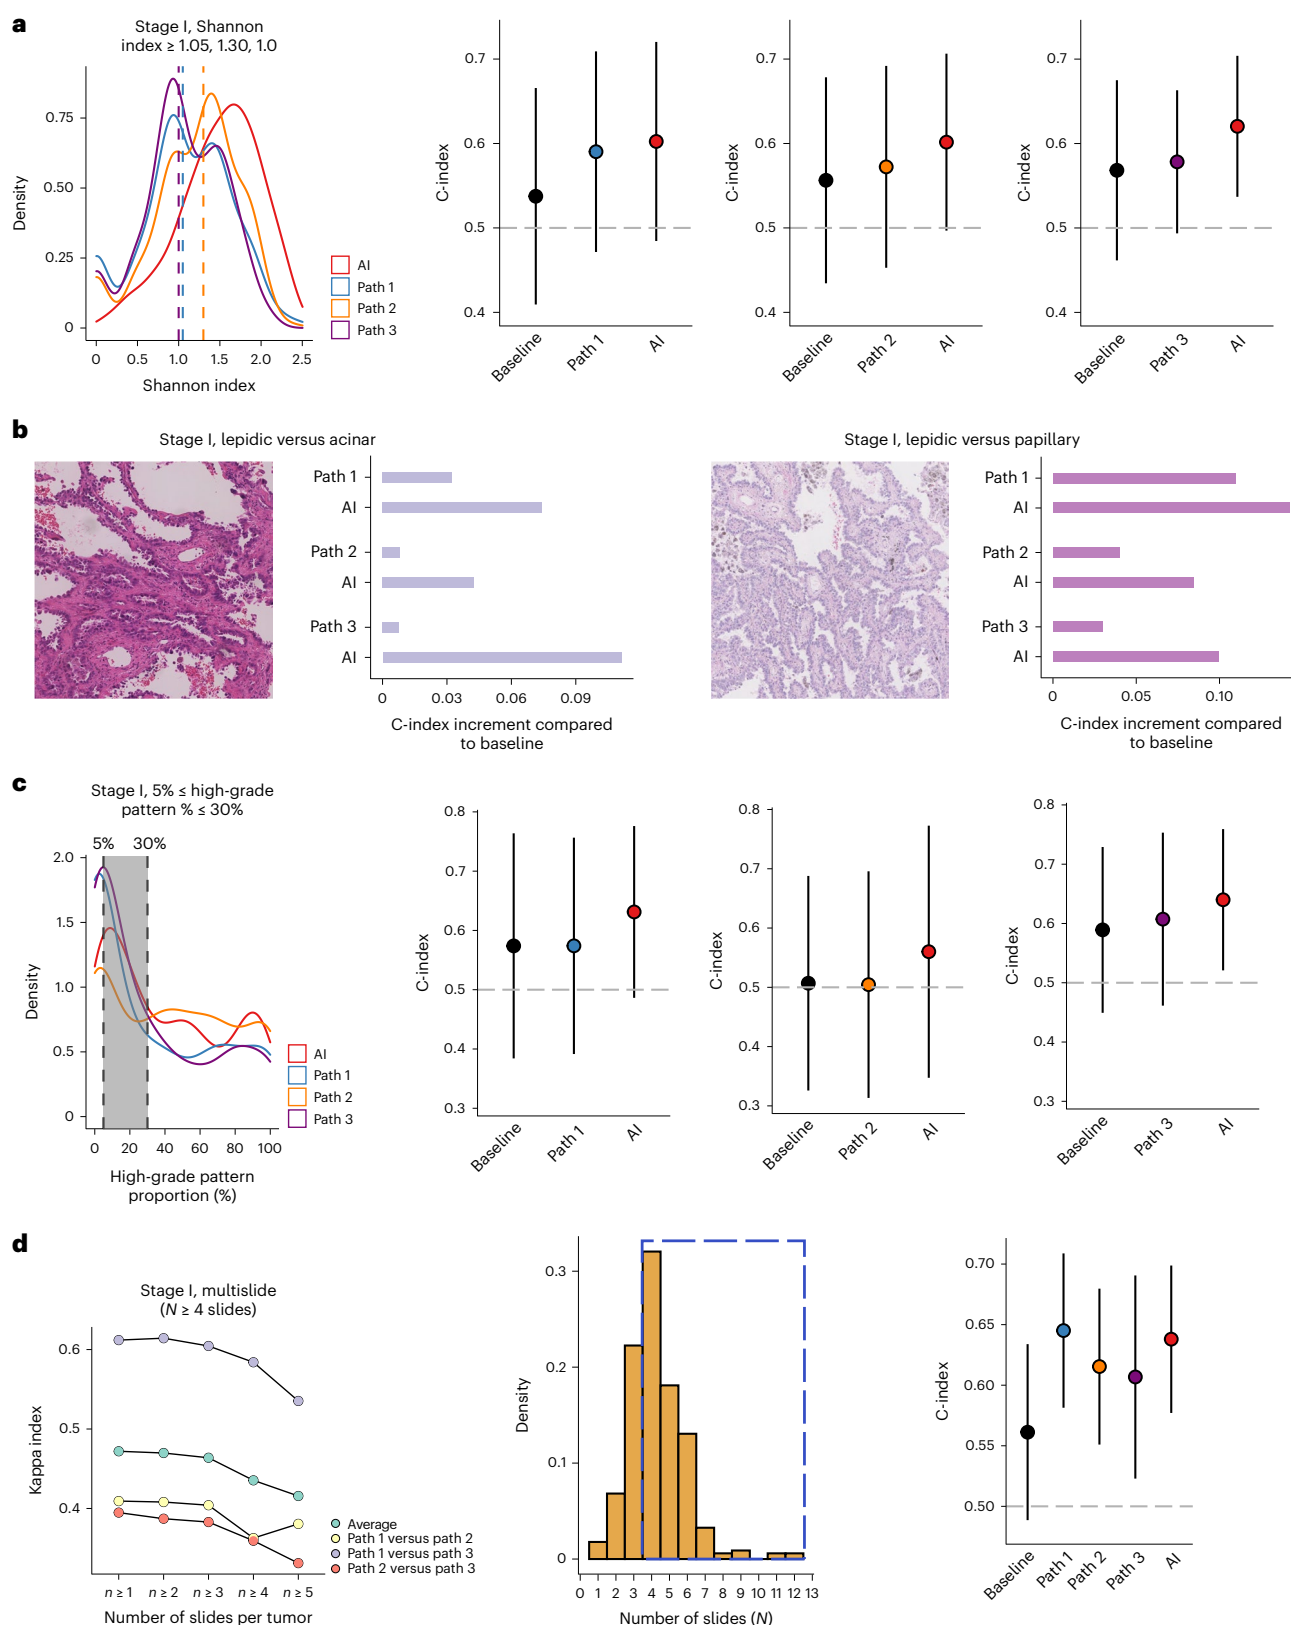 a
Stage I, Shannon
index ≥ 1.05, 1.30, 1.0
Density
0.75
0.50
0.25
0
0 0.5 1.0 1.5 2.0 2.5
Shannon index
AI
Path 1
Path 2
Path 3
C-index
0.7
0.6
0.5
0.4
Baseline Path 1 AI
C-index
0.7
0.6
0.5
0.4
Baseline Path 2 AI
C-index
0.7
0.6
0.5
0.4
Baseline Path 3 AI
b
Stage I, lepidic versus acinar
Path 1
AI
Path 2
AI
Path 3
AI
0 0.03 0.06 0.09
C-index increment compared
to baseline
Stage I, lepidic versus papillary
Path 1
AI
Path 2
AI
Path 3
AI
0 0.05 0.10
C-index increment compared
to baseline
c
Stage I, 5% ≤ high-grade
pattern % ≤ 30%
5% 30%
Density
2.0
1.5
1.0
0.5
0
0 20 40 60 80 100
High-grade pattern
proportion (%)
AI
Path 1
Path 2
Path 3
C-index
0.8
0.7
0.6
0.5
0.4
0.3
Baseline Path 1 AI
C-index
0.8
0.7
0.6
0.5
0.4
0.3
Baseline Path 2 AI
C-index
0.8
0.7
0.6
0.5
0.4
0.3
Baseline Path 3 AI
d
Stage I, multislide
(N ≥ 4 slides)
Kappa index
0.6
0.5
0.4
n ≥ 1 n ≥ 2 n ≥ 3 n ≥ 4 n ≥ 5
Number of slides per tumor
Average
Path 1 versus path 2
Path 1 versus path 3
Path 2 versus path 3
Density
0.3
0.2
0.1
0
0 1 2 3 4 5 6 7 8 9 10 11 12 13
Number of slides (N)
C-index
0.70
0.65
0.60
0.55
0.50
Baseline Path 1 Path 2 Path 3 AI